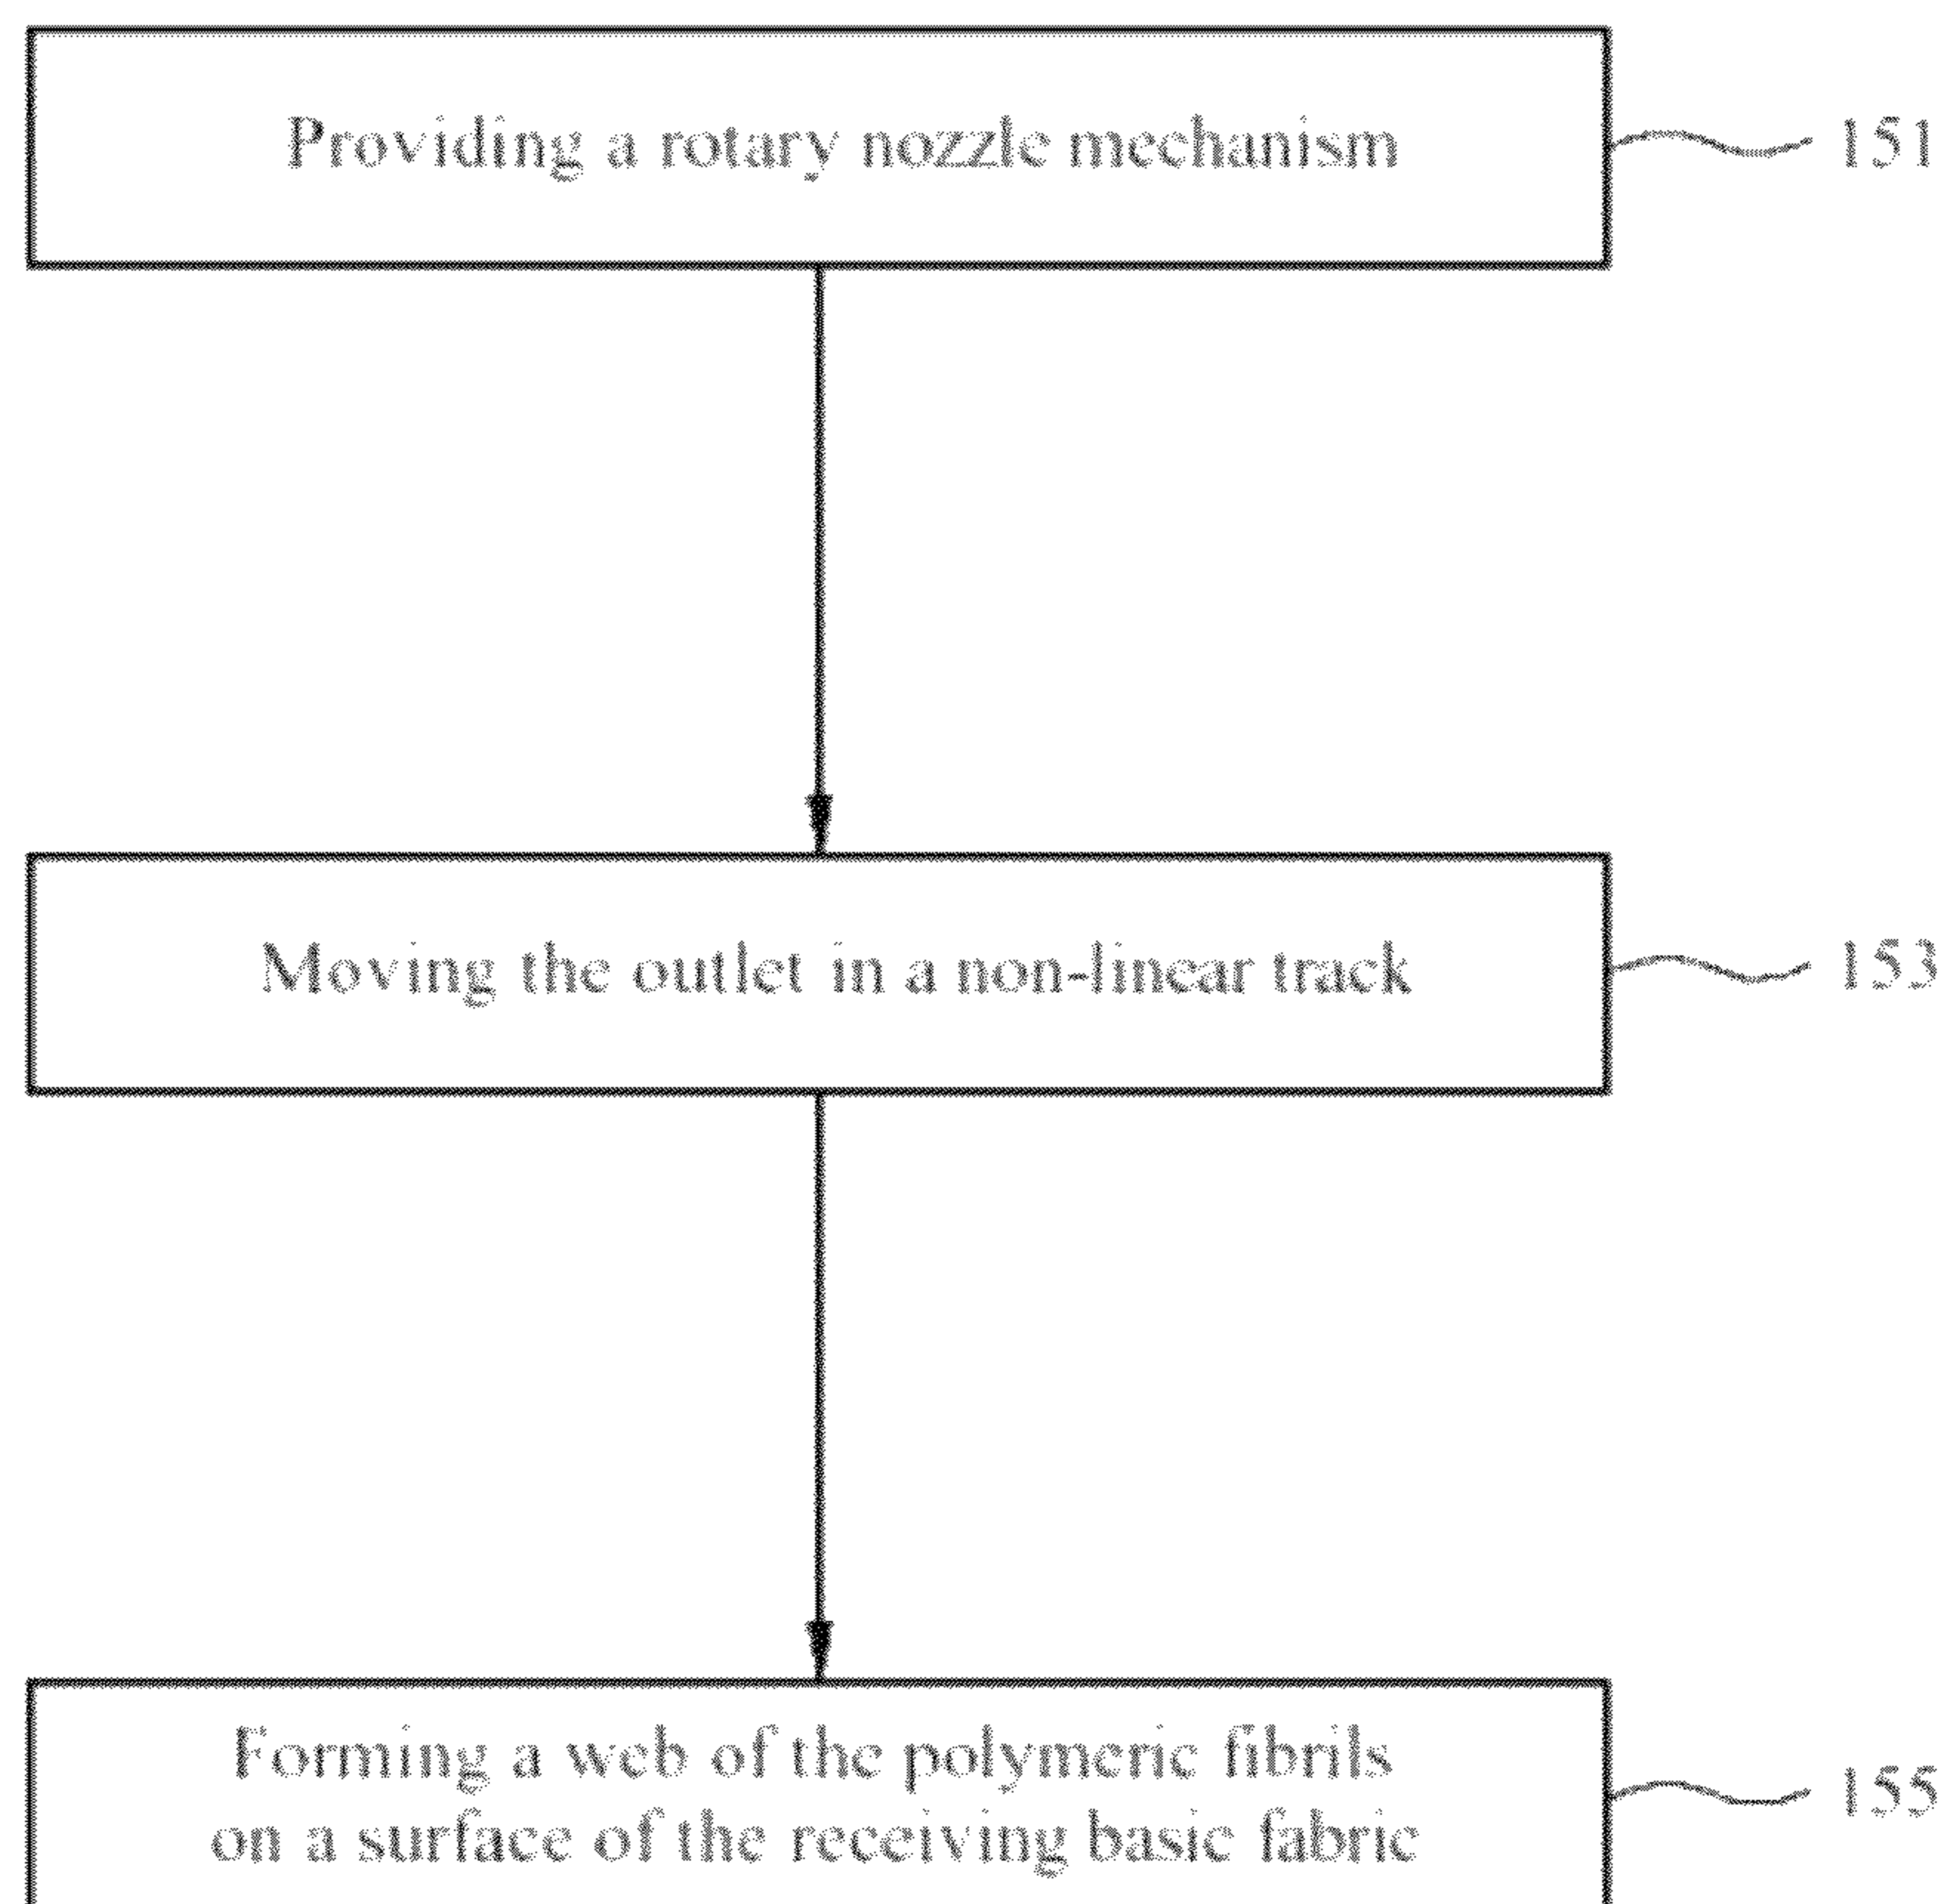 Providing a rotary nozzle mechanism
151
Moving the outlet in a non-linear track
153
Forming a web of the polymeric fibrils
on a surface of the receiving basic fabric
155